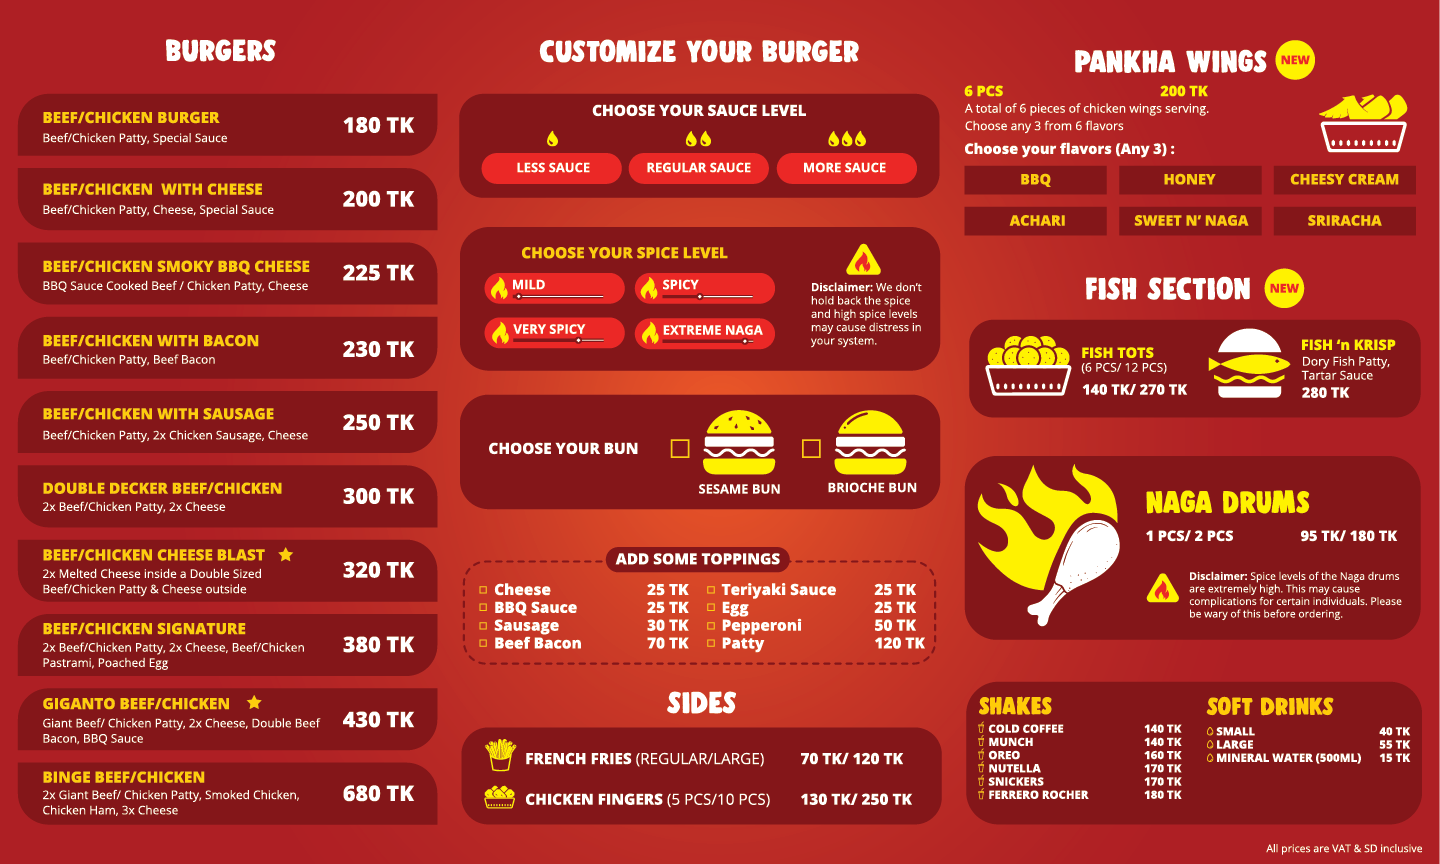 BURGERS
BEEF/CHICKEN BURGER
Beef/Chicken Patty, Special Sauce
180 TK
BEEF/CHICKEN WITH CHEESE
Beef/Chicken Patty, Cheese, Special Sauce
200 TK
BEEF/CHICKEN SMOKY BBQ CHEESE
BBQ Sauce Cooked Beef / Chicken Patty, Cheese
225 TK
BEEF/CHICKEN WITH BACON
Beef/Chicken Patty, Beef Bacon
230 TK
BEEF/CHICKEN WITH SAUSAGE
Beef/Chicken Patty, 2x Chicken Sausage, Cheese
250 TK
DOUBLE DECKER BEEF/CHICKEN
2x Beef/Chicken Patty, 2x Cheese
300 TK
BEEF/CHICKEN CHEESE BLAST
2x Melted Cheese inside a Double Sized
Beef/Chicken Patty & Cheese outside
320 TK
BEEF/CHICKEN SIGNATURE
2x Beef/Chicken Patty, 2x Cheese, Beef/Chicken
Pastrami, Poached Egg
380 TK
GIGANTO BEEF/CHICKEN
Giant Beef/ Chicken Patty, 2x Cheese, Double Beef
Bacon, BBQ Sauce
430 TK
BINGE BEEF/CHICKEN
2x Giant Beef/ Chicken Patty, Smoked Chicken,
Chicken Ham, 3x Cheese
680 TK
CUSTOMIZE YOUR BURGER
CHOOSE YOUR SAUCE LEVEL
LESS SAUCE
REGULAR SAUCE
MORE SAUCE
CHOOSE YOUR SPICE LEVEL
MILD
SPICY
VERY SPICY
EXTREME NAGA
Disclaimer: We don't
hold back the spice
and high spice levels
may cause distress in
your system.
CHOOSE YOUR BUN
SESAME BUN
BRIOCHE BUN
ADD SOME TOPPINGS
Cheese 25 TK
BBQ Sauce 25 TK
Sausage 30 TK
Beef Bacon 70 TK
Teriyaki Sauce 25 TK
Egg 25 TK
Pepperoni 50 TK
Patty 120 TK
SIDES
FRENCH FRIES (REGULAR/LARGE) 70 TK/ 120 TK
CHICKEN FINGERS (5 PCS/10 PCS) 130 TK/ 250 TK
PANKHA WINGS
NEW
6 PCS 200 TK
A total of 6 pieces of chicken wings serving.
Choose any 3 from 6 flavors
Choose your flavors (Any 3) :
BBQ
HONEY
CHEESY CREAM
ACHARI
SWEET N' NAGA
SRIRACHA
FISH SECTION
NEW
FISH TOTS
(6 PCS/ 12 PCS)
140 TK/ 270 TK
FISH ‘n KRISP
Dory Fish Patty,
Tartar Sauce
280 TK
NAGA DRUMS
1 PCS/ 2 PCS 95 TK/ 180 TK
Disclaimer: Spice levels of the Naga drums
are extremely high. This may cause
complications for certain individuals. Please
be wary of this before ordering.
SHAKES
COLD COFFEE 140 TK
MUNCH 140 TK
OREO 160 TK
NUTELLA 170 TK
SNICKERS 170 TK
FERRERO ROCHER 180 TK
SOFT DRINKS
SMALL 40 TK
LARGE 55 TK
MINERAL WATER (500ML) 15 TK
All prices are VAT & SD inclusive